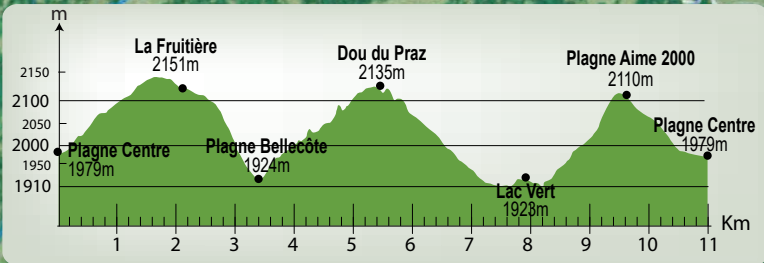 m
La Fruitière
2151m
Dou du Praz
2135m
Plagne Aime 2000
2110m
2150
2100
2050
2000
1950
1910
Plagne Centre
1979m
Plagne Bellecôte
1924m
Lac Vert
1923m
Plagne Centre
1979m
1 2 3 4 5 6 7 8 9 10 11 Km